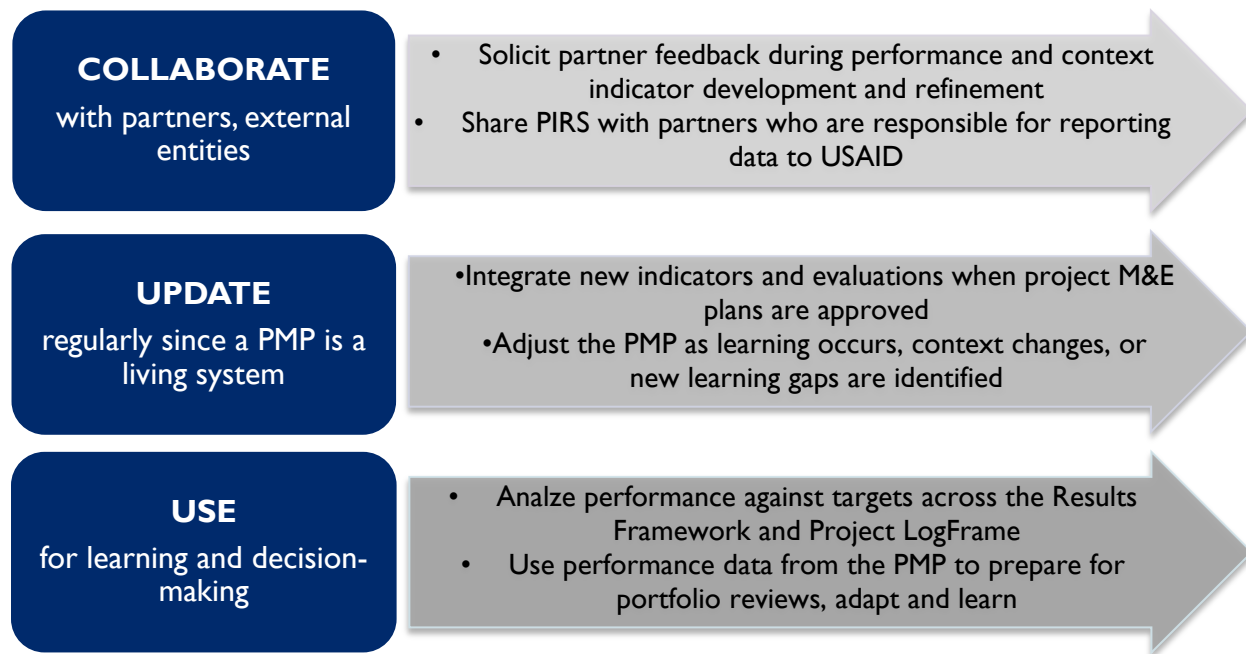 COLLABORATE
with partners, external
entities
• Solicit partner feedback during performance and context
indicator development and refinement
• Share PIRS with partners who are responsible for reporting
data to USAID
UPDATE
regularly since a PMP is a
living system
•Integrate new indicators and evaluations when project M&E
plans are approved
•Adjust the PMP as learning occurs, context changes, or
new learning gaps are identified
USE
for learning and decision-
making
• Analze performance against targets across the Results
Framework and Project LogFrame
• Use performance data from the PMP to prepare for
portfolio reviews, adapt and learn